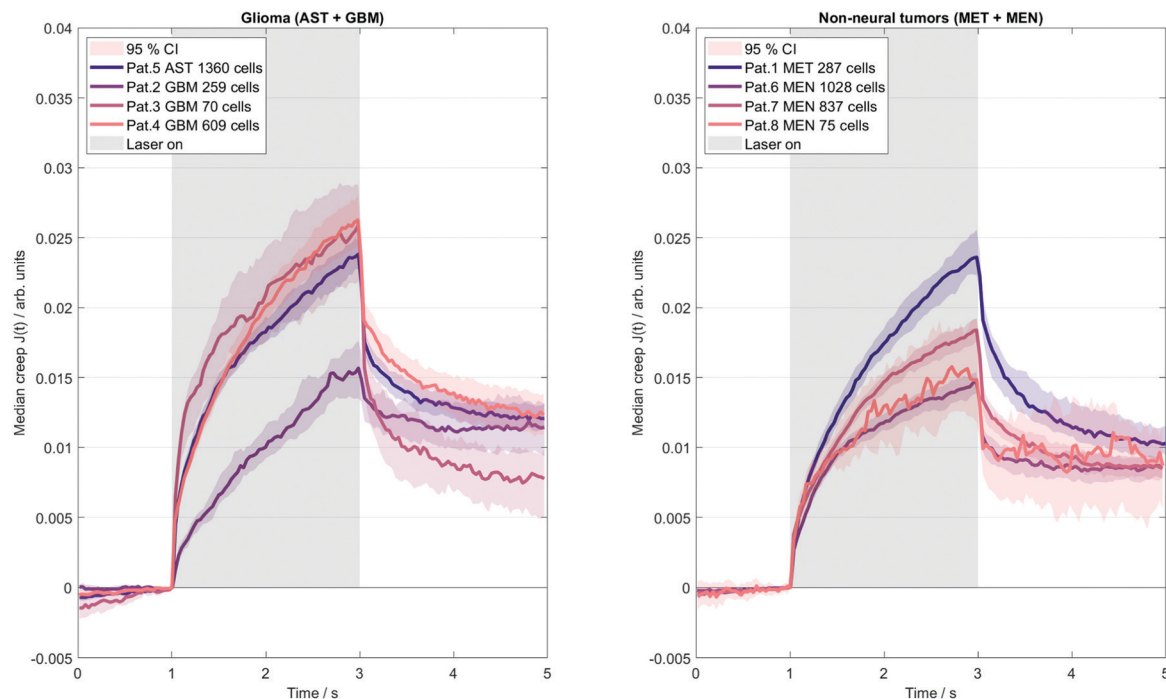 Glioma (AST + GBM)
0.04
0.035
0.03
0.025
0.02
0.015
0.01
0.005
0
-0.005
Median creep J(t) / arb. units
95 % CI
Pat.5 AST 1360 cells
Pat.2 GBM 259 cells
Pat.3 GBM 70 cells
Pat.4 GBM 609 cells
Laser on
0 1 2 3 4 5
Time / s
Non-neural tumors (MET + MEN)
0.04
0.035
0.03
0.025
0.02
0.015
0.01
0.005
0
-0.005
Median creep J(t) / arb. units
95 % CI
Pat.1 MET 287 cells
Pat.6 MEN 1028 cells
Pat.7 MEN 837 cells
Pat.8 MEN 75 cells
Laser on
0 1 2 3 4 5
Time / s